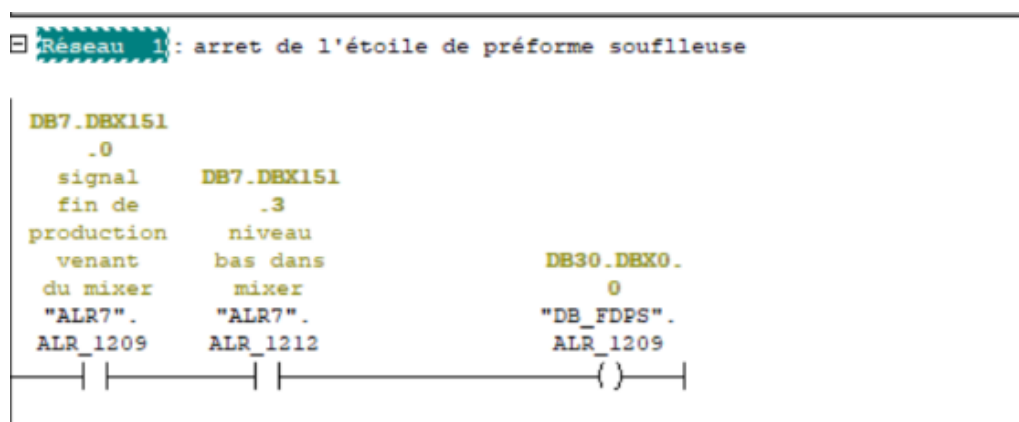 Réseau 1 : arret de l'étoile de préforme souflleuse
DB7.DBX151
.0
signal
fin de
production
venant
du mixer
"ALR7".
ALR_1209
DB7.DBX151
.3
niveau
bas dans
mixer
"ALR7".
ALR_1212
DB30.DBX0.
0
"DB_FDPS".
ALR_1209